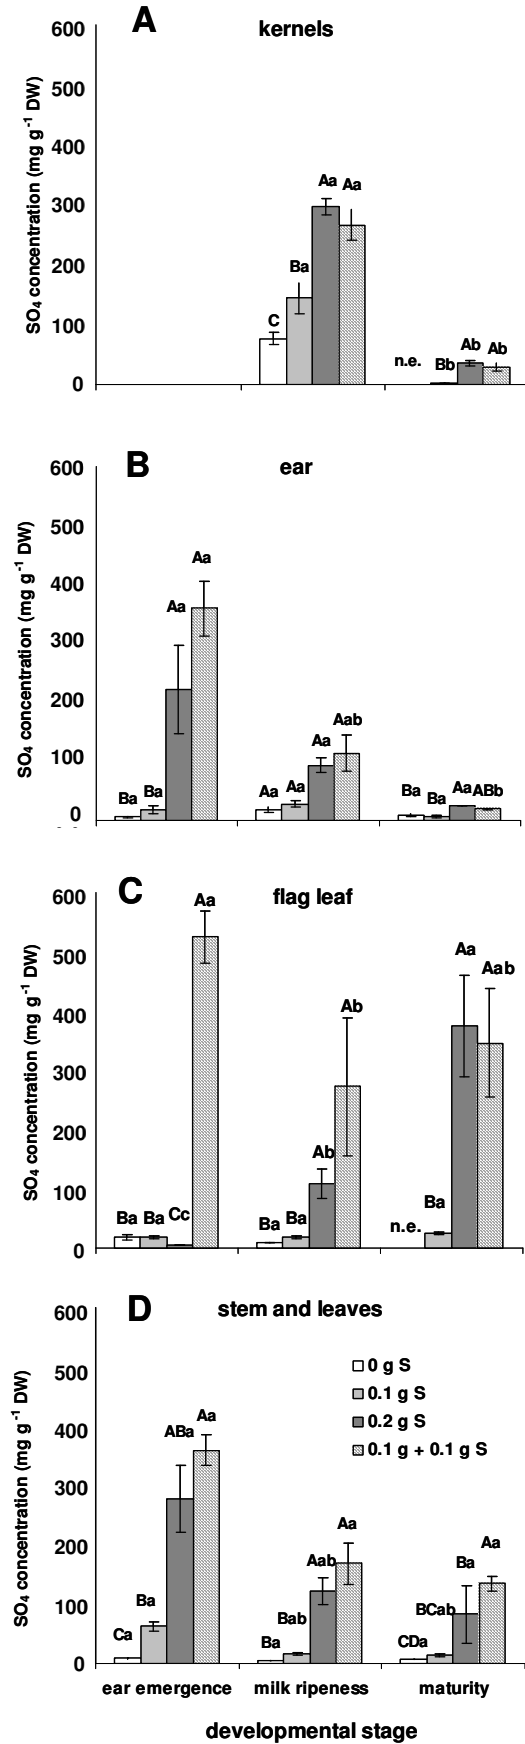 A kernels
SO4 concentration (mg g-1 DW)
600
500
400
300
200
100
0
C Ba Aa Aa
n.e. Bb Ab Ab
B ear
SO4 concentration (mg g-1 DW)
600
500
400
300
200
100
0
Ba Ba Aa Aa
Aa Aa Aa Aab
Ba Ba Aa ABb
C flag leaf
SO4 concentration (mg g-1 DW)
600
500
400
300
200
100
0
Ba Ba Cc Aa
Ba Ba Ab Ab
n.e. Ba Aa Aab
D stem and leaves
SO4 concentration (mg g-1 DW)
600
500
400
300
200
100
0
0 g S
0.1 g S
0.2 g S
0.1 g + 0.1 g S
Ca Ba ABa Aa
Ba Bab Aab Aa
CDa BCab Ba Aa
ear emergence milk ripeness maturity
developmental stage